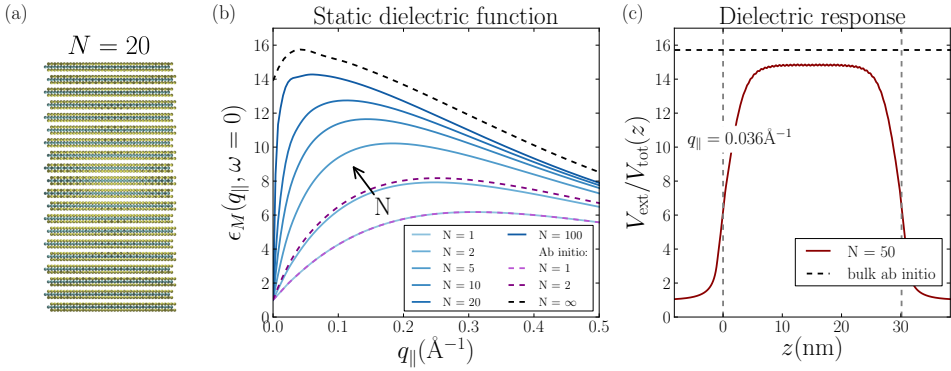 (a)
N = 20
(b)
Static dielectric function
ϵ_M(q_∥, ω = 0)
16
14
12
10
8
6
4
2
0
0.0
0.1
0.2
0.3
0.4
0.5
q_∥(Å⁻¹)
N
N = 1
N = 2
N = 5
N = 10
N = 20
N = 100
Ab initio:
N = 1
N = 2
N = ∞
(c)
Dielectric response
V_ext/V_tot(z)
16
14
12
10
8
6
4
2
0
q_∥ = 0.036Å⁻¹
N = 50
bulk ab initio
0
10
20
30
z(nm)